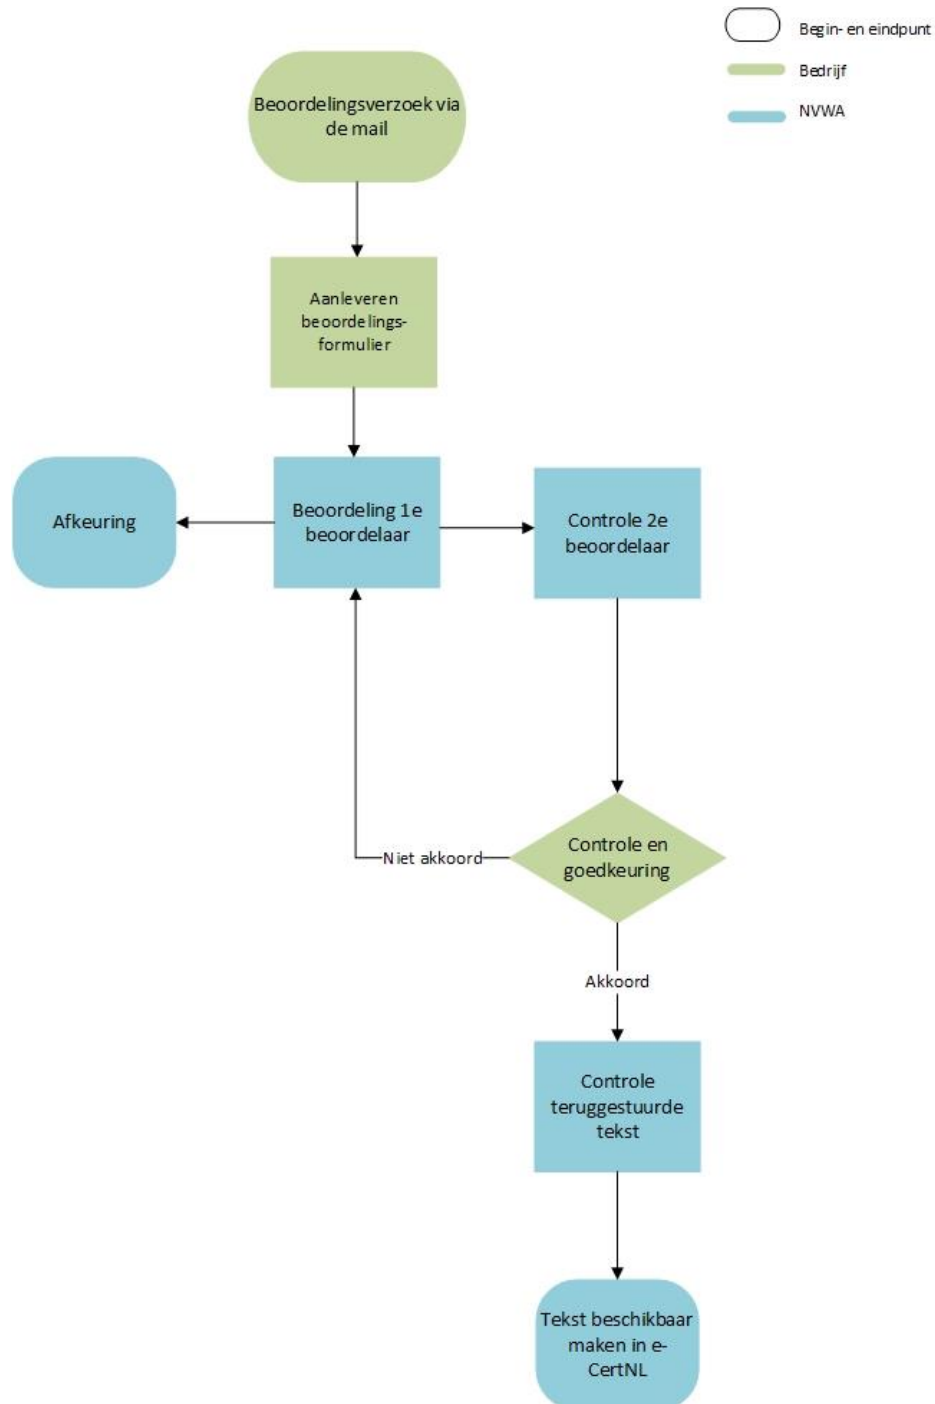 Begin- en eindpunt
Bedrijf
NVWA
Beoordelingsverzoek via
de mail
Aanleveren
beoordelings-
formulier
Afkeuring
Beoordeling 1e
beoordelaar
Controle 2e
beoordelaar
Niet akkoord
Controle en
goedkeuring
Akkoord
Controle
teruggestuurde
tekst
Tekst beschikbaar
maken in e-
CertNL